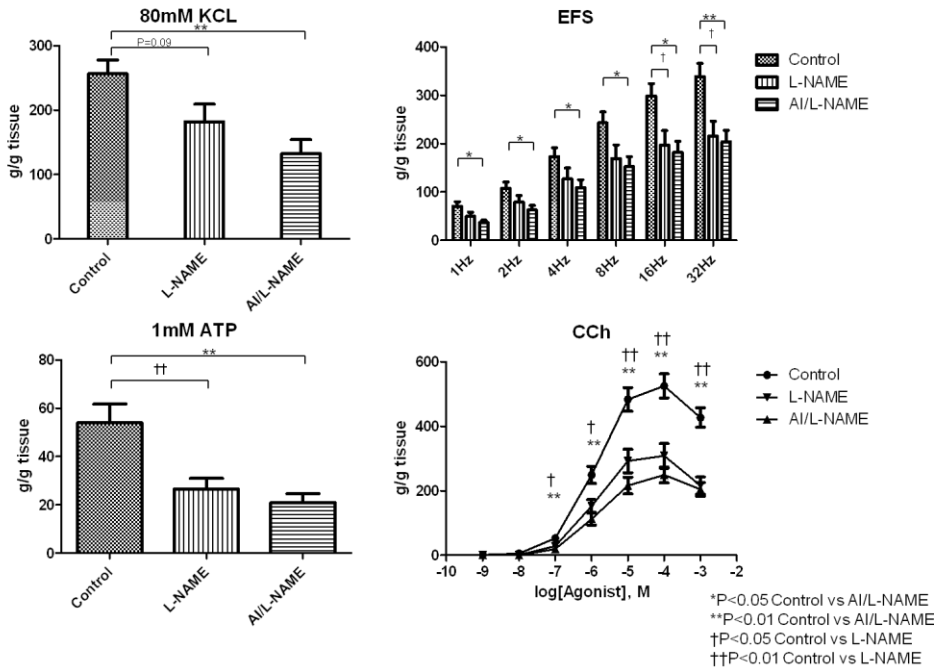 80mM KCL
**
P=0.09
300
200
100
0
g/g tissue
Control
L-NAME
AI/L-NAME
EFS
400
300
200
100
0
g/g tissue
*
*
*
*
*
†
**
†
1Hz
2Hz
4Hz
8Hz
16Hz
32Hz
Control
L-NAME
AI/L-NAME
1mM ATP
**
††
80
60
40
20
0
g/g tissue
Control
L-NAME
AI/L-NAME
CCh
600
400
200
0
g/g tissue
†
**
†
**
††
**
††
**
††
**
-10 -9 -8 -7 -6 -5 -4 -3 -2
log[Agonist], M
Control
L-NAME
AI/L-NAME
*P<0.05 Control vs AI/L-NAME
**P<0.01 Control vs AI/L-NAME
†P<0.05 Control vs L-NAME
††P<0.01 Control vs L-NAME